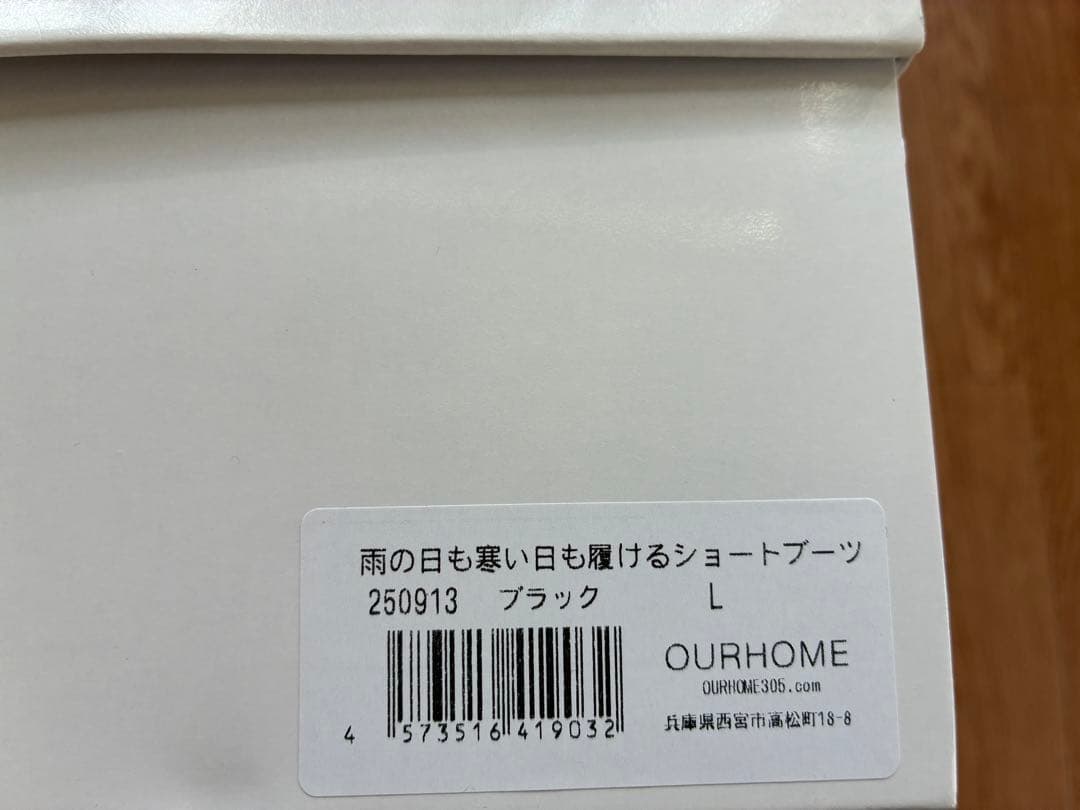 雨の日も寒い日も履けるショートブーツ
250913 ブラック L
OURHOME
OURHOME305.com
兵庫県西宮市高松町18-8
4 573516 419032